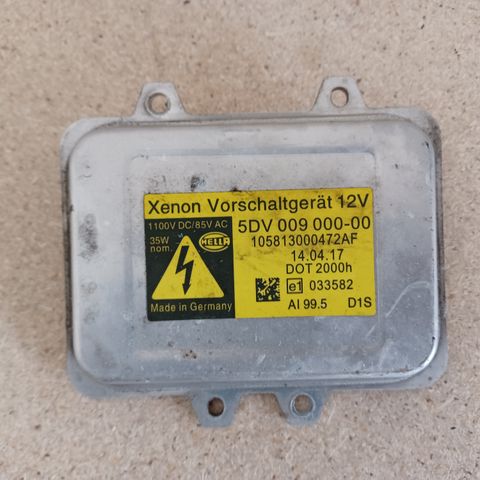 Xenon Vorschaltgerät 12V
1100V DC/85V AC
35W
nom.
HELLA
Made in Germany
5DV 009 000-00
105813000472AF
14.04.17
DOT 2000h
e1 033582
AI 99.5 D1S